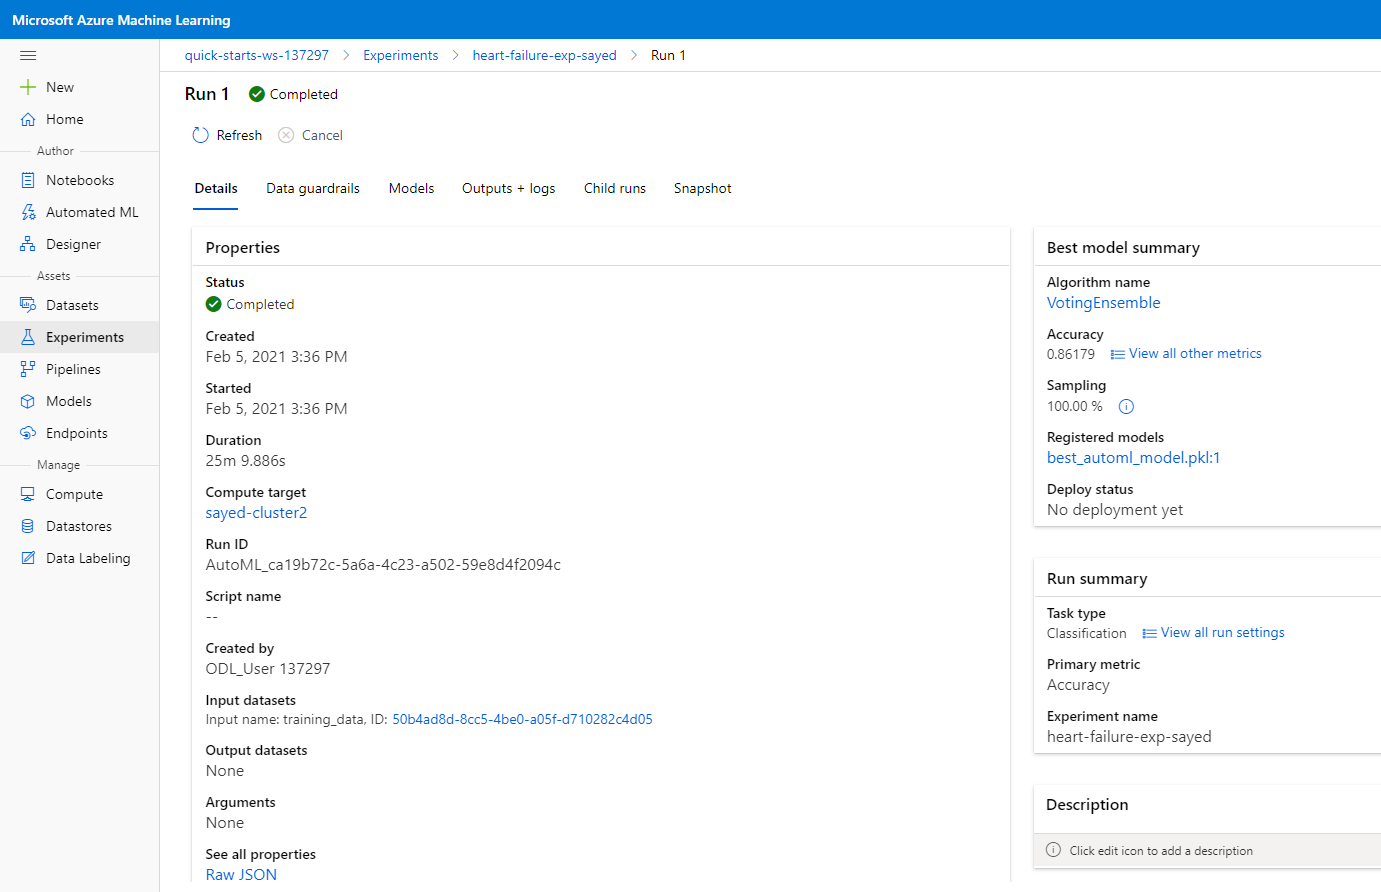 Microsoft Azure Machine Learning
quick-starts-ws-137297 > Experiments > heart-failure-exp-sayed > Run 1
New
Home
Author
Notebooks
Automated ML
Designer
Assets
Datasets
Experiments
Pipelines
Models
Endpoints
Manage
Compute
Datastores
Data Labeling
Run 1 Completed
Refresh Cancel
Details Data guardrails Models Outputs + logs Child runs Snapshot
Properties
Status
Completed
Created
Feb 5, 2021 3:36 PM
Started
Feb 5, 2021 3:36 PM
Duration
25m 9.886s
Compute target
sayed-cluster2
Run ID
AutoML_ca19b72c-5a6a-4c23-a502-59e8d4f2094c
Script name
--
Created by
ODL_User 137297
Input datasets
Input name: training_data, ID: 50b4ad8d-8cc5-4be0-a05f-d710282c4d05
Output datasets
None
Arguments
None
See all properties
Raw JSON
Best model summary
Algorithm name
VotingEnsemble
Accuracy
0.86179 View all other metrics
Sampling
100.00 %
Registered models
best_automl_model.pkl:1
Deploy status
No deployment yet
Run summary
Task type
Classification View all run settings
Primary metric
Accuracy
Experiment name
heart-failure-exp-sayed
Description
Click edit icon to add a description